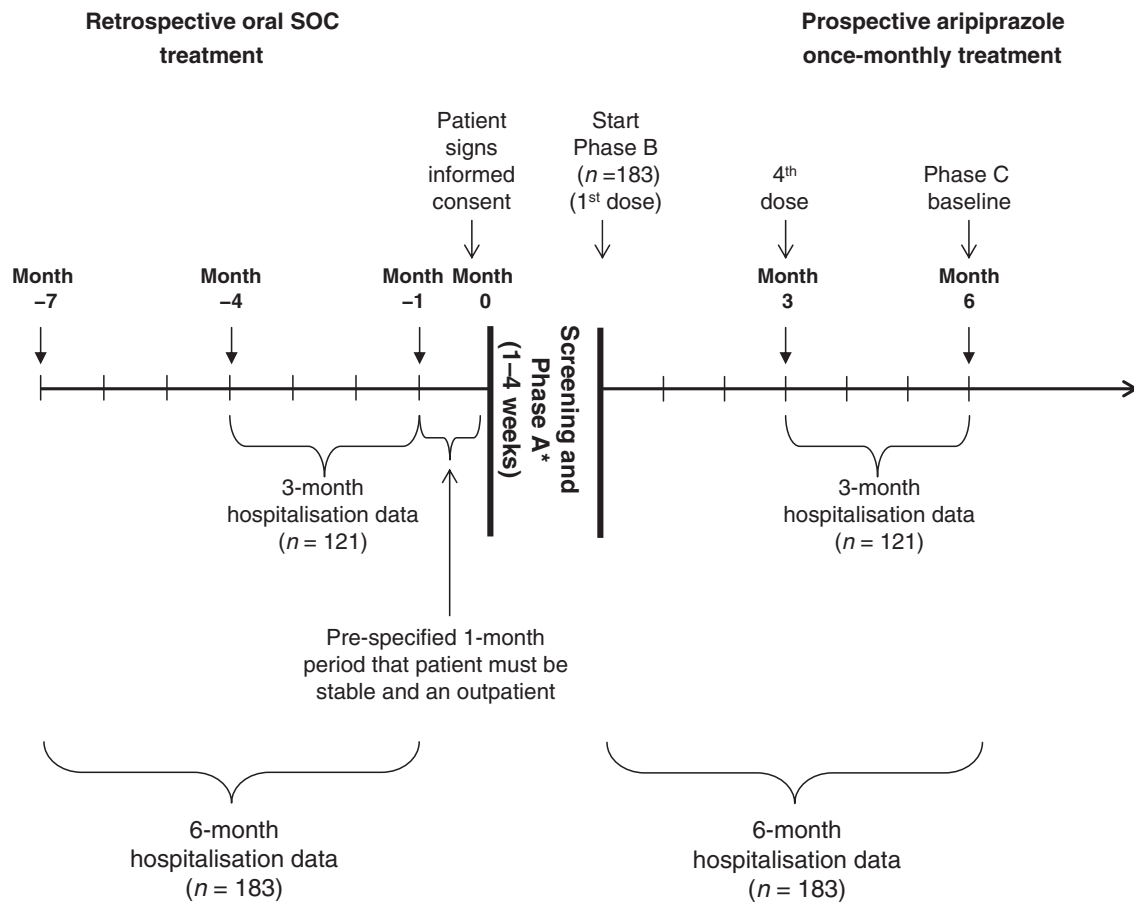 Retrospective oral SOC
treatment
Prospective aripiprazole
once-monthly treatment
Patient
signs
informed
consent
Start
Phase B
(n =183)
(1st dose)
4th
dose
Phase C
baseline
Month
–7
Month
–4
Month
–1
Month
0
Month
3
Month
6
Screening and
Phase A*
(1–4 weeks)
3-month
hospitalisation data
(n = 121)
3-month
hospitalisation data
(n = 121)
Pre-specified 1-month
period that patient must be
stable and an outpatient
6-month
hospitalisation data
(n = 183)
6-month
hospitalisation data
(n = 183)